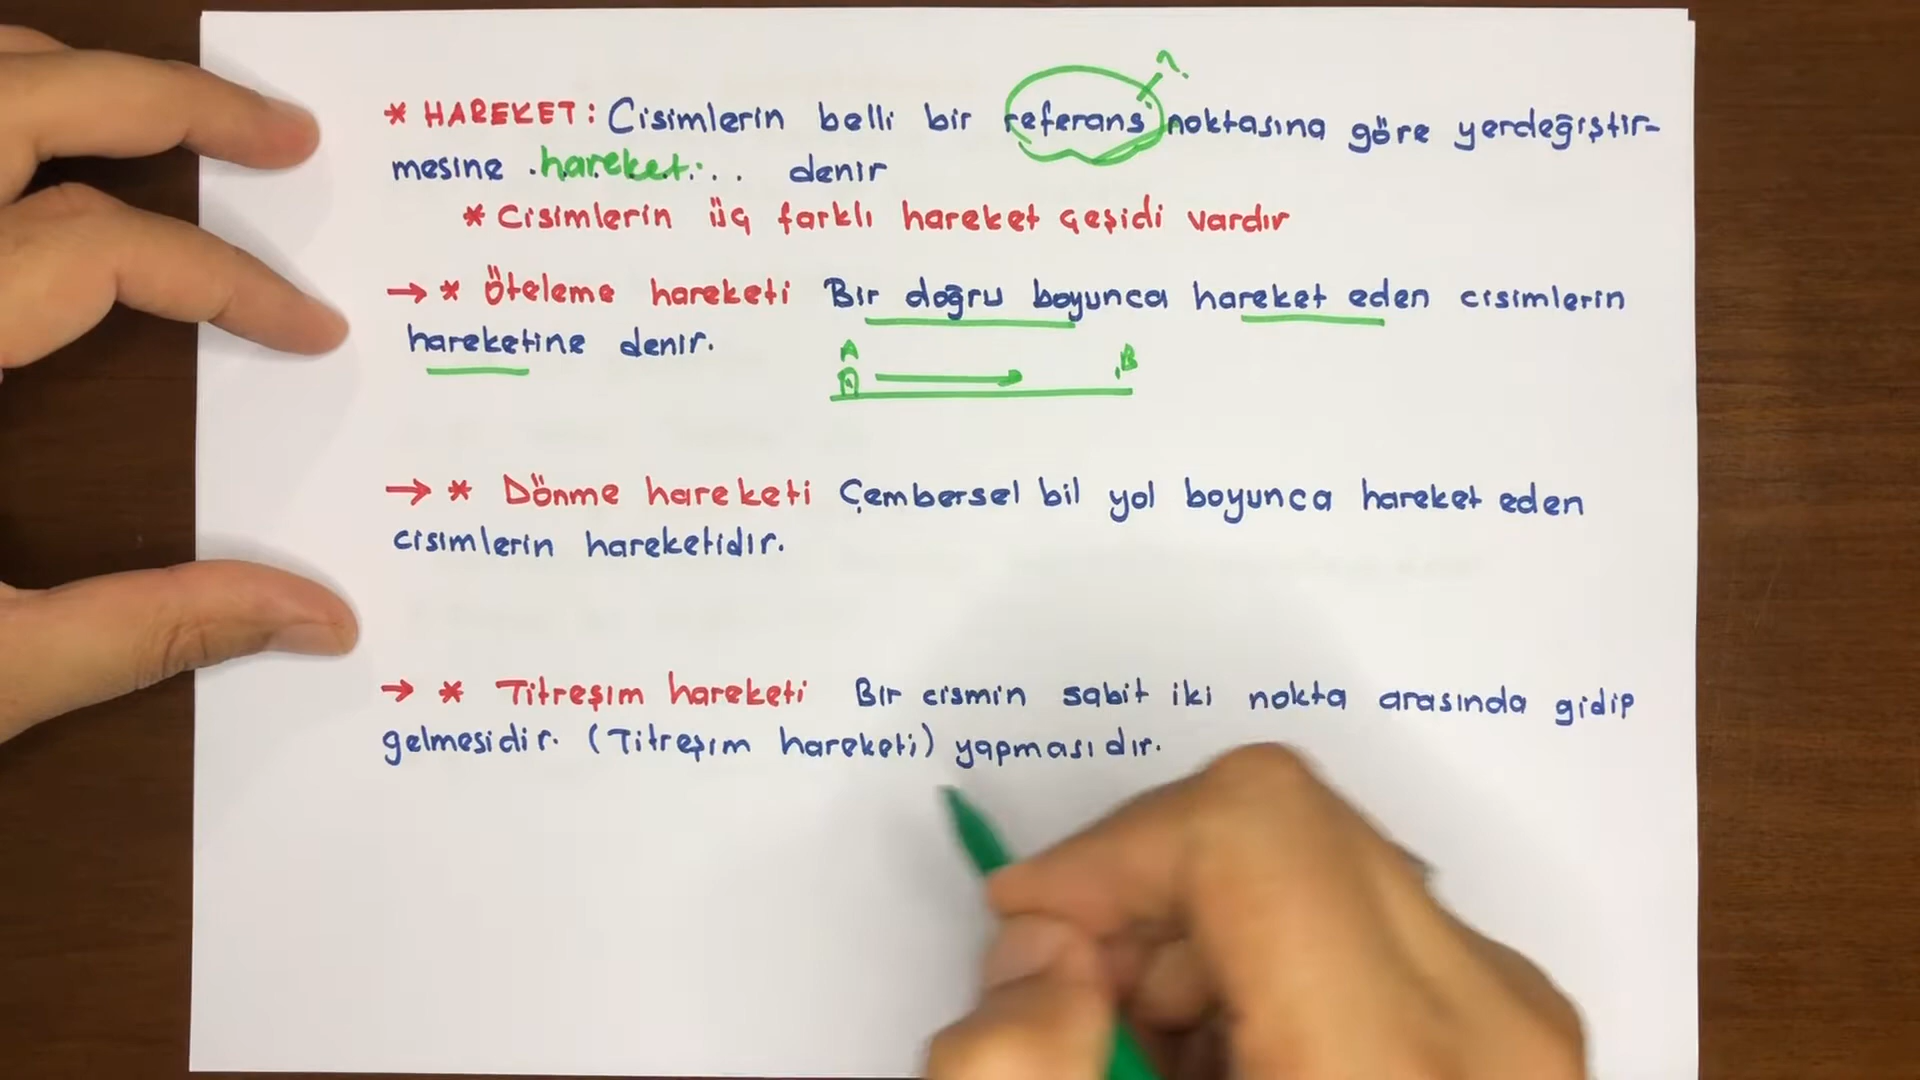 * HAREKET: Cisimlerin belli bir referans noktasına göre yerdeğiştir-
mesine .hareket... denir
* Cisimlerin üç farklı hareket çeşidi vardır
→ * Öteleme hareketi Bir doğru boyunca hareket eden cisimlerin
hareketine denir.
A B
→ * Dönme hareketi Çembersel bil yol boyunca hareket eden
cisimlerin hareketidir.
→ * Titreşim hareketi Bir cismin sabit iki nokta arasında gidip
gelmesidir. (Titreşim hareketi) yapmasıdır.